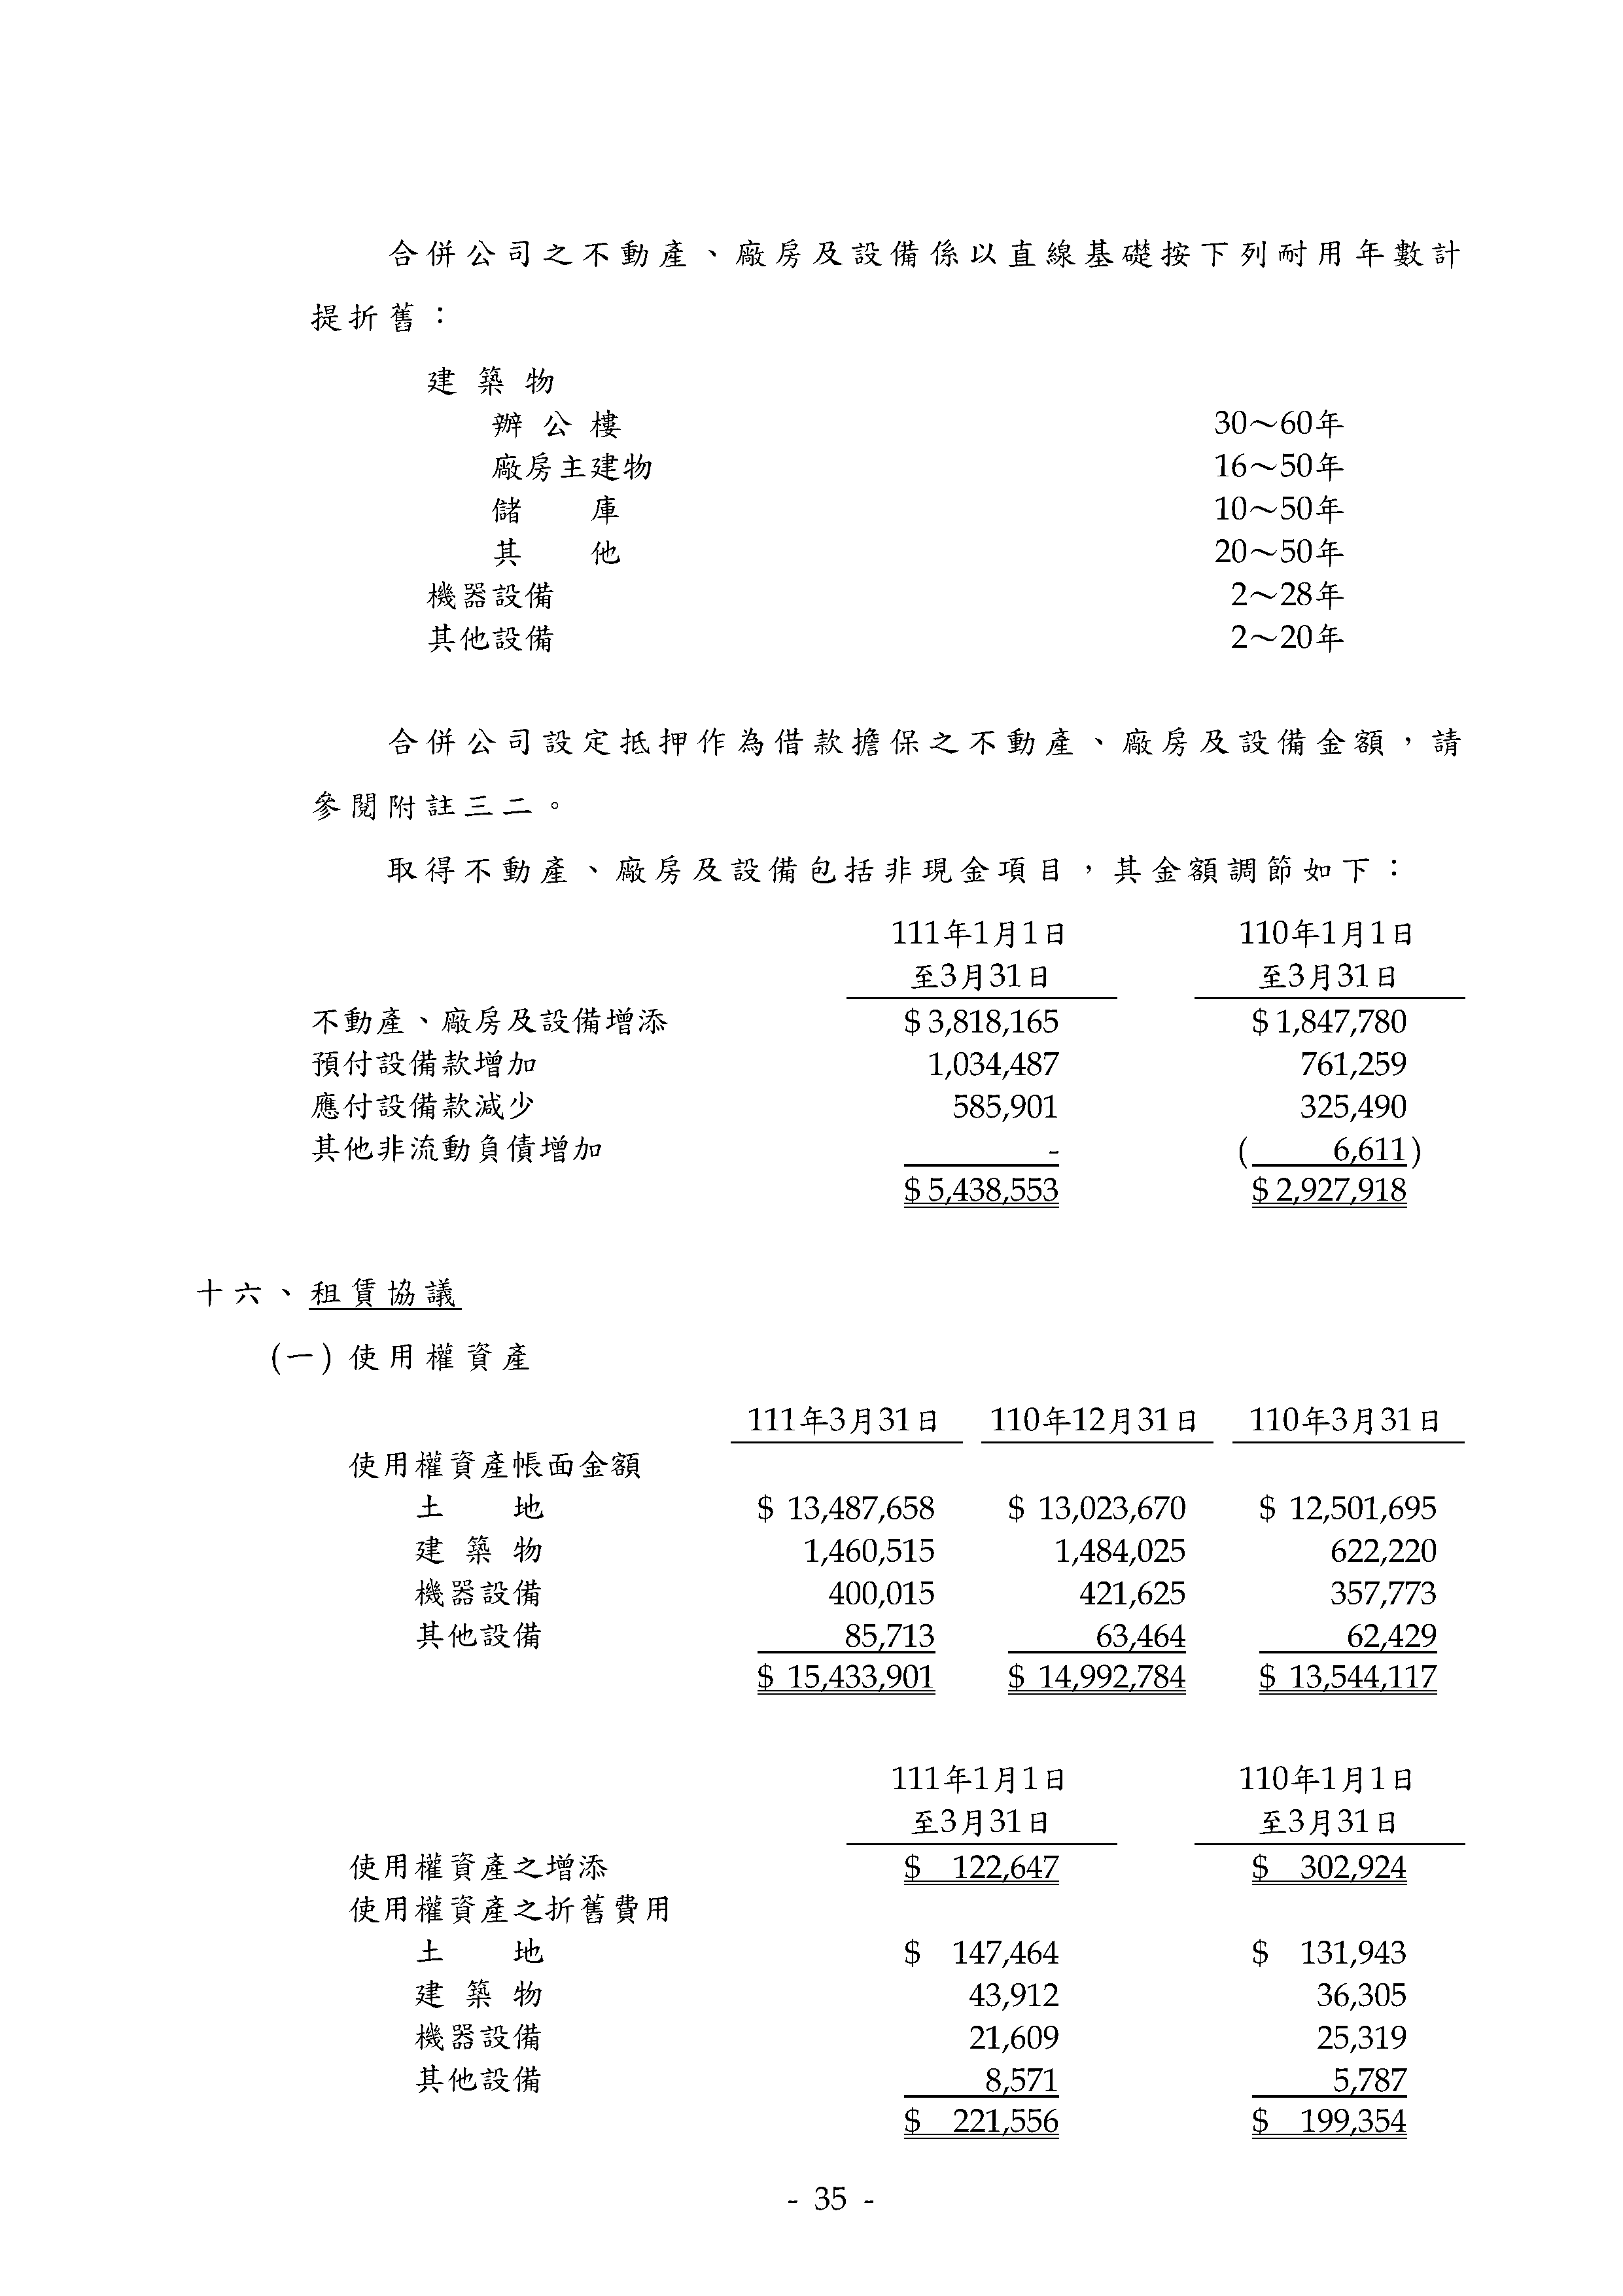 合併公司之不動產、廠房及設備係以直線基礎按下列耐用年數計
提折舊：
建築物
辦公樓 30～60年
廠房主建物 16～50年
儲庫 10～50年
其他 20～50年
機器設備 2～28年
其他設備 2～20年
合併公司設定抵押作為借款擔保之不動產、廠房及設備金額，請
參閱附註三二。
取得不動產、廠房及設備包括非現金項目，其金額調節如下：
111年1月1日 110年1月1日
至3月31日 至3月31日
不動產、廠房及設備增添 $ 3,818,165 $ 1,847,780
預付設備款增加 1,034,487 761,259
應付設備款減少 585,901 325,490
其他非流動負債增加 - ( 6,611)
$ 5,438,553 $ 2,927,918
十六、租賃協議
(一) 使用權資產
111年3月31日 110年12月31日 110年3月31日
使用權資產帳面金額
土地 $ 13,487,658 $ 13,023,670 $ 12,501,695
建築物 1,460,515 1,484,025 622,220
機器設備 400,015 421,625 357,773
其他設備 85,713 63,464 62,429
$ 15,433,901 $ 14,992,784 $ 13,544,117
111年1月1日 110年1月1日
至3月31日 至3月31日
使用權資產之增添 $ 122,647 $ 302,924
使用權資產之折舊費用
土地 $ 147,464 $ 131,943
建築物 43,912 36,305
機器設備 21,609 25,319
其他設備 8,571 5,787
$ 221,556 $ 199,354
- 35 -